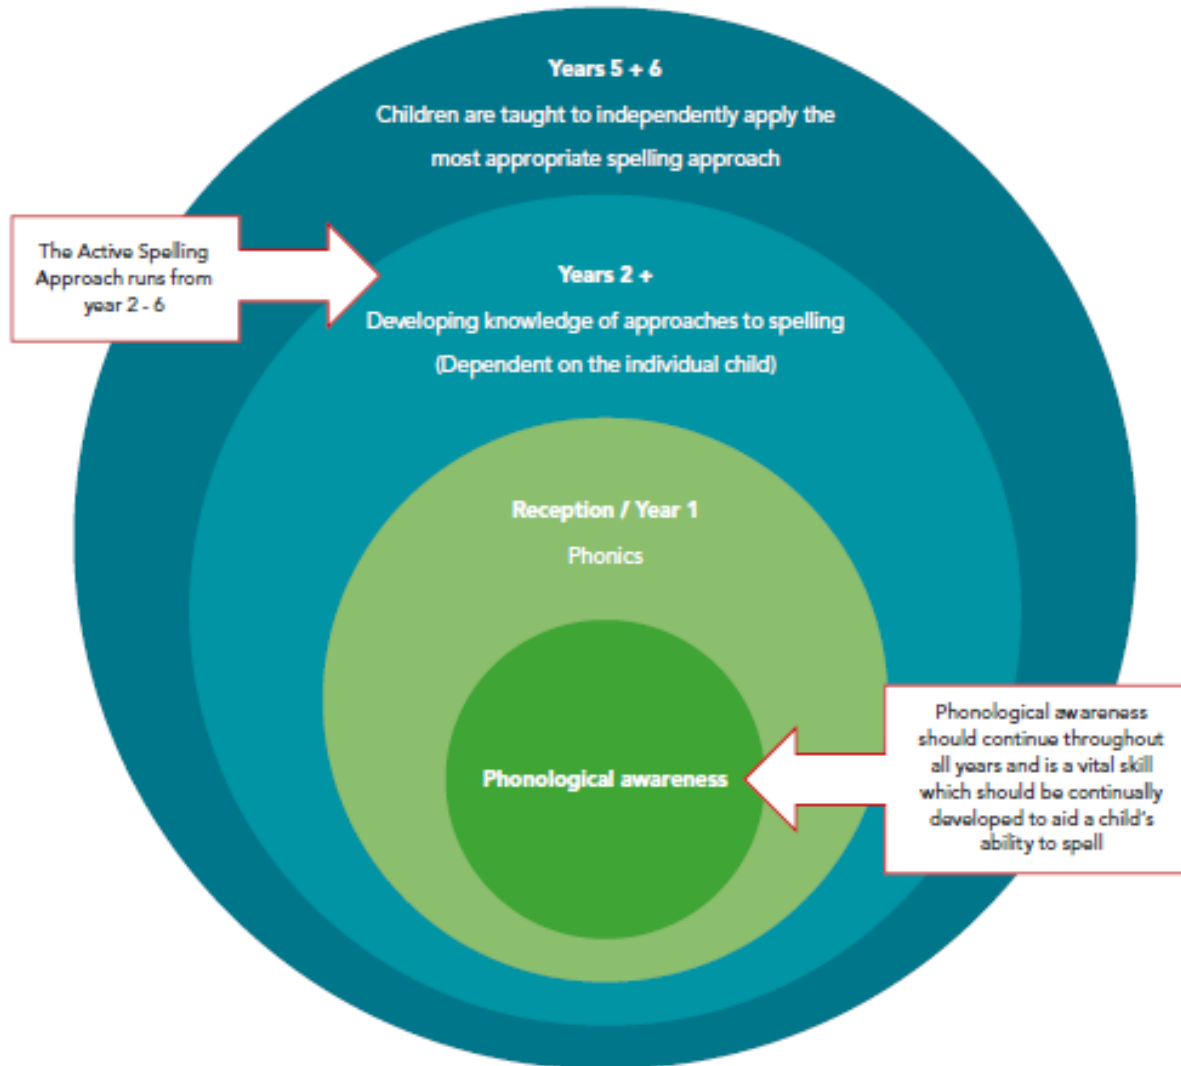 Years 5 + 6
Children are taught to independently apply the
most appropriate spelling approach
The Active Spelling
Approach runs from
year 2 - 6
Years 2 +
Developing knowledge of approaches to spelling
(Dependent on the individual child)
Reception / Year 1
Phonics
Phonological awareness
Phonological awareness
should continue throughout
all years and is a vital skill
which should be continually
developed to aid a child's
ability to spell